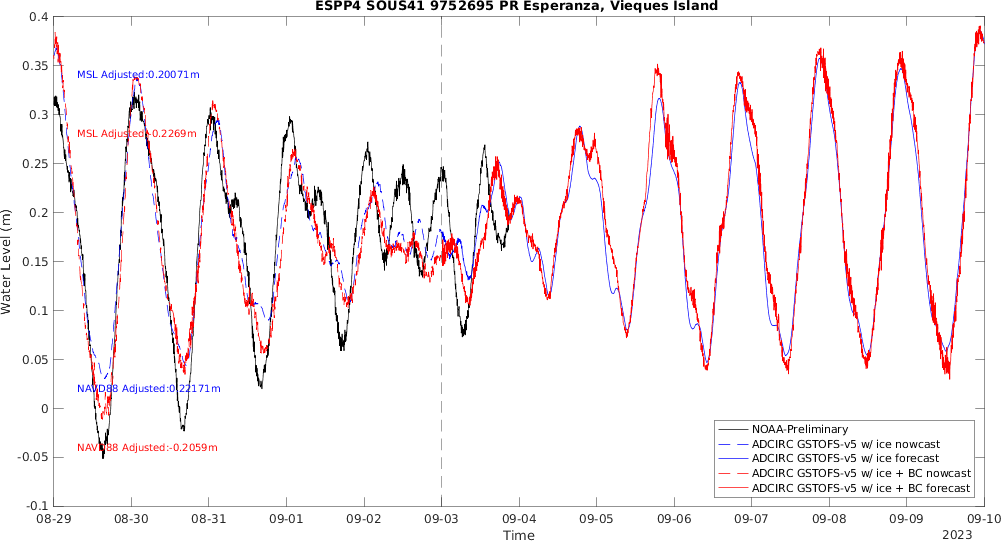 ESPP4 SOUS41 9752695 PR Esperanza, Vieques Island
0.4
0.35
0.3
0.25
0.2
0.15
0.1
0.05
0
-0.05
-0.1
Water Level (m)
MSL Adjusted:0.20071m
MSL Adjusted:-0.2269m
NAVD88 Adjusted:0.22171m
NAVD88 Adjusted:-0.2059m
NOAA-Preliminary
ADCIRC GSTOFS-v5 w/ ice nowcast
ADCIRC GSTOFS-v5 w/ ice forecast
ADCIRC GSTOFS-v5 w/ ice + BC nowcast
ADCIRC GSTOFS-v5 w/ ice + BC forecast
08-29 08-30 08-31 09-01 09-02 09-03 09-04 09-05 09-06 09-07 09-08 09-09 09-10
Time
2023